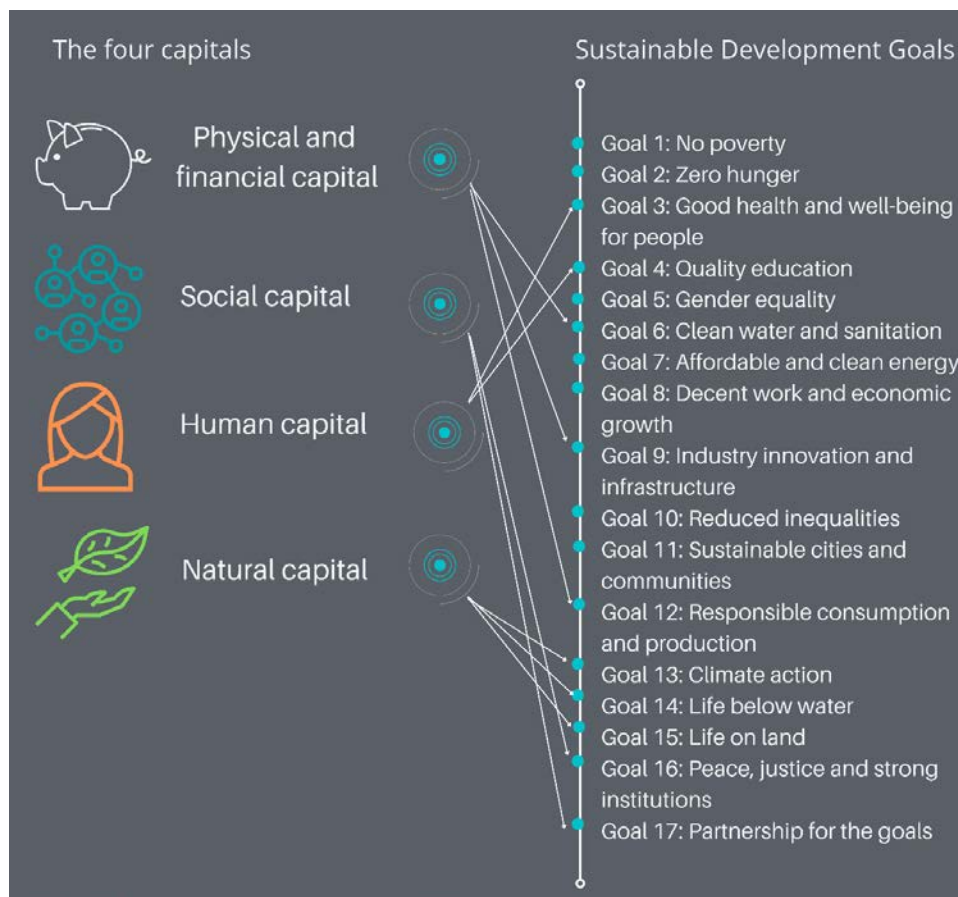 The four capitals
Physical and
financial capital
Social capital
Human capital
Natural capital
Sustainable Development Goals
Goal 1: No poverty
Goal 2: Zero hunger
Goal 3: Good health and well-being
for people
Goal 4: Quality education
Goal 5: Gender equality
Goal 6: Clean water and sanitation
Goal 7: Affordable and clean energy
Goal 8: Decent work and economic
growth
Goal 9: Industry innovation and
infrastructure
Goal 10: Reduced inequalities
Goal 11: Sustainable cities and
communities
Goal 12: Responsible consumption
and production
Goal 13: Climate action
Goal 14: Life below water
Goal 15: Life on land
Goal 16: Peace, justice and strong
institutions
Goal 17: Partnership for the goals